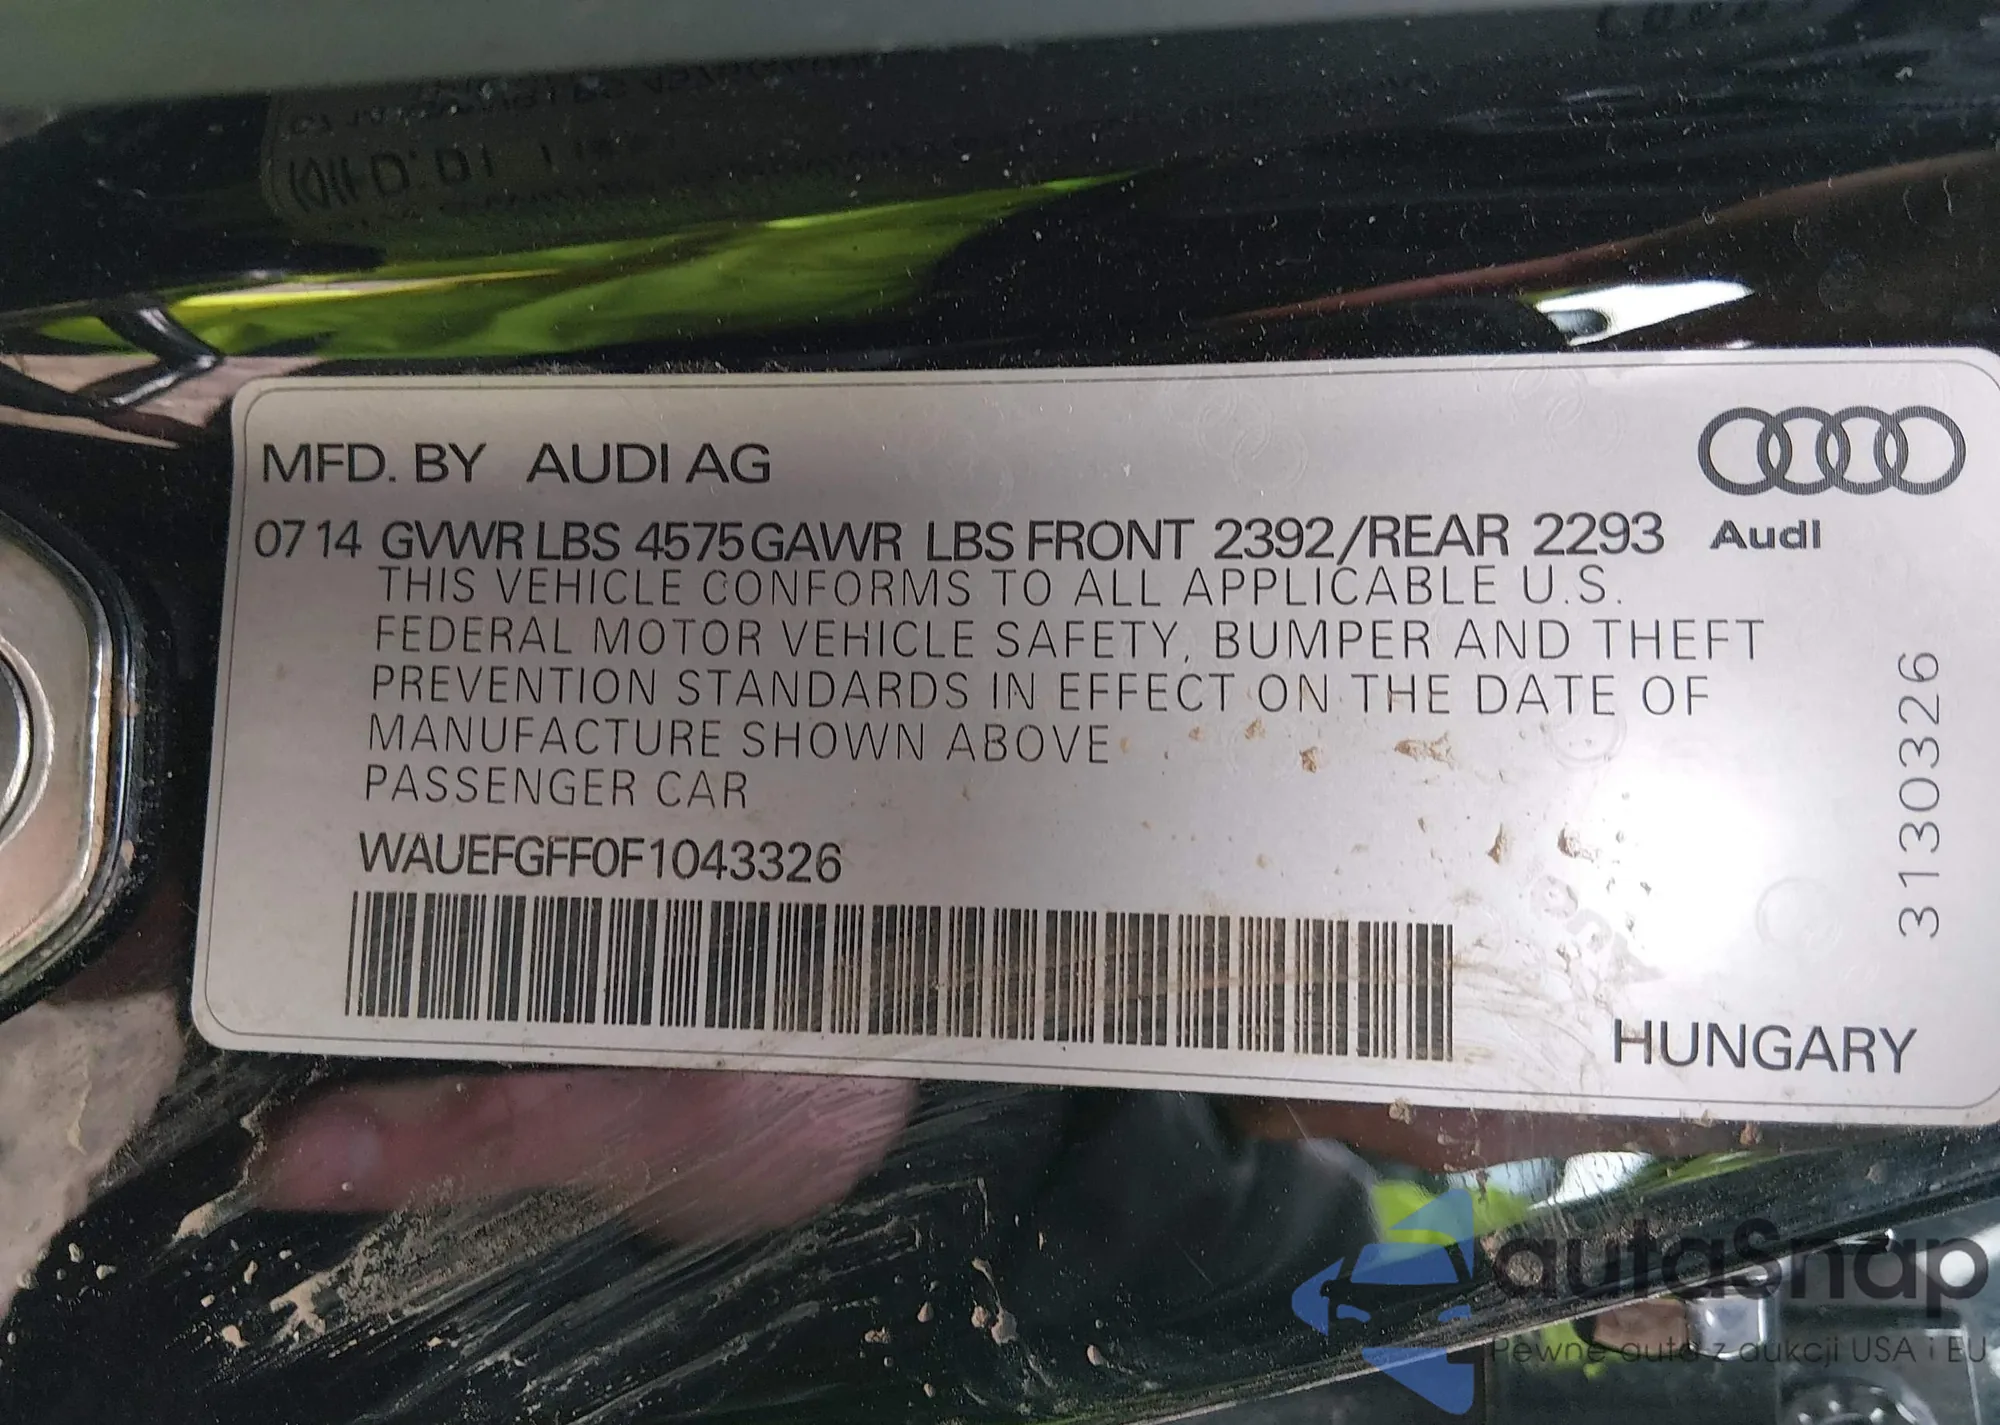 MFD. BY AUDI AG
07 14 GVWR LBS 4575 GAWR LBS FRONT 2392/REAR 2293
Audi
THIS VEHICLE CONFORMS TO ALL APPLICABLE U.S.
FEDERAL MOTOR VEHICLE SAFETY, BUMPER AND THEFT
PREVENTION STANDARDS IN EFFECT ON THE DATE OF
MANUFACTURE SHOWN ABOVE
PASSENGER CAR
WAUEFGFF0F1043326
3130326
HUNGARY
autaSnap
Pewne auta z aukcji USA i EU